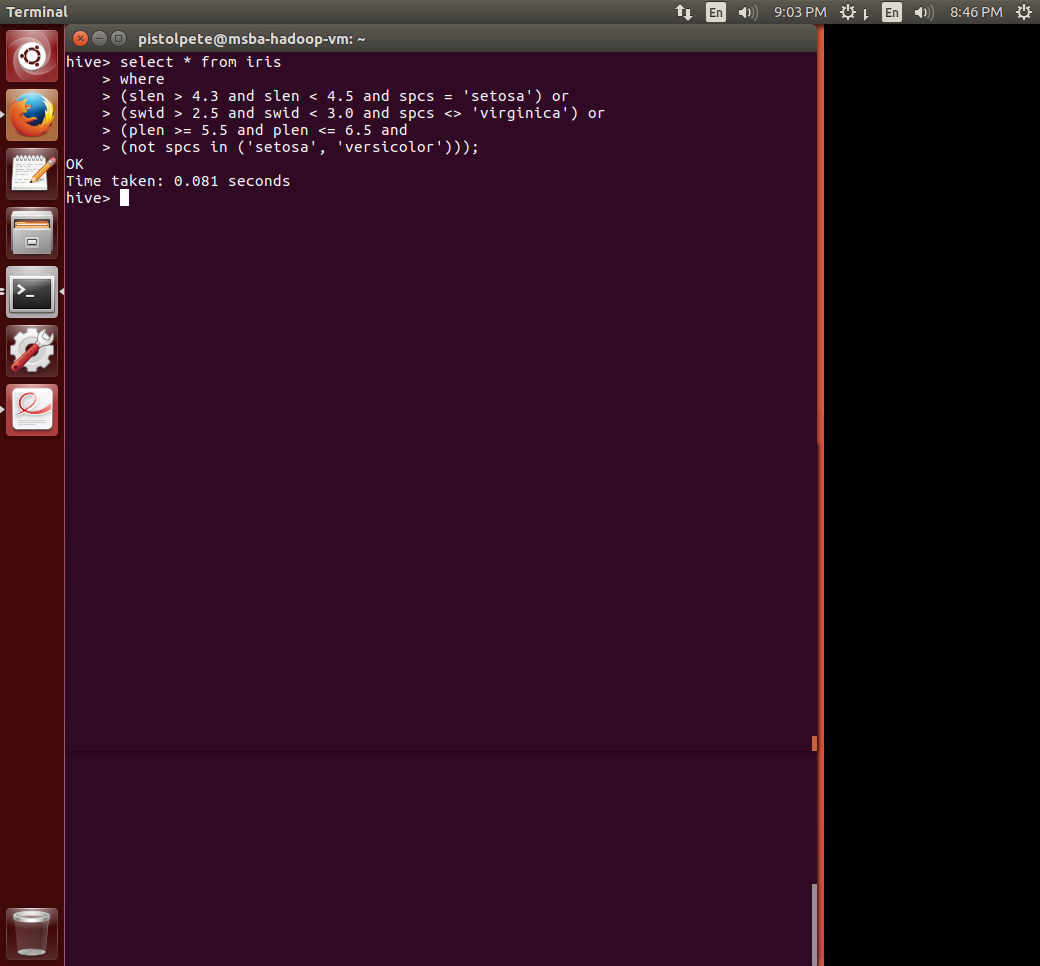 Terminal
En
9:03 PM
En
8:46 PM
pistolpete@msba-hadoop-vm: ~
hive> select * from iris
    > where
    > (slen > 4.3 and slen < 4.5 and spcs = 'setosa') or
    > (swid > 2.5 and swid < 3.0 and spcs <> 'virginica') or
    > (plen >= 5.5 and plen <= 6.5 and
    > (not spcs in ('setosa', 'versicolor')));
OK
Time taken: 0.081 seconds
hive>